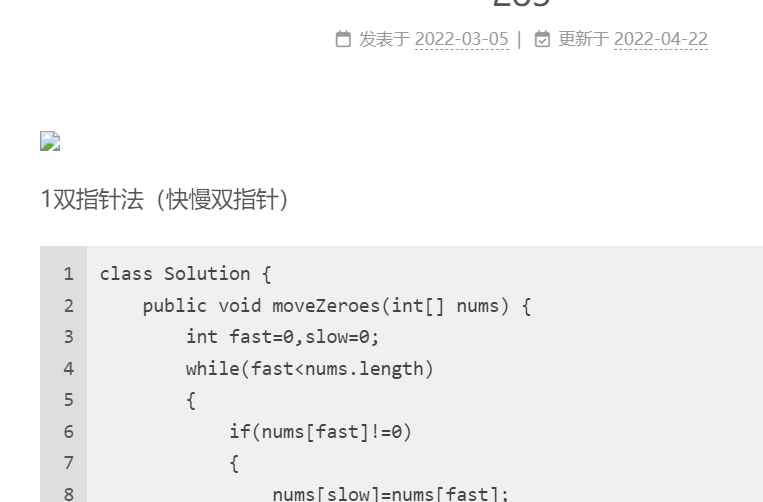 发表于 2022-03-05 | 更新于 2022-04-22
1双指针法（快慢双指针）
1 class Solution {
2 public void moveZeroes(int[] nums) {
3 int fast=0,slow=0;
4 while(fast<nums.length)
5 {
6 if(nums[fast]!=0)
7 {
8 nums[slow]=nums[fast];